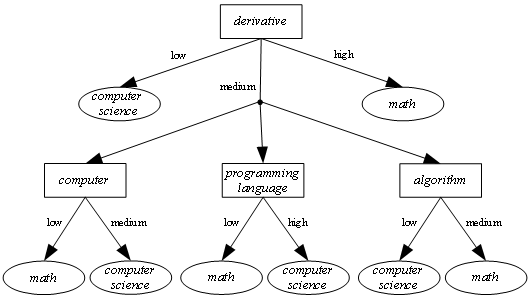 derivative
low
high
medium
computer
science
math
computer
programming
language
algorithm
low
medium
low
high
low
medium
math
computer
science
math
computer
science
computer
science
math